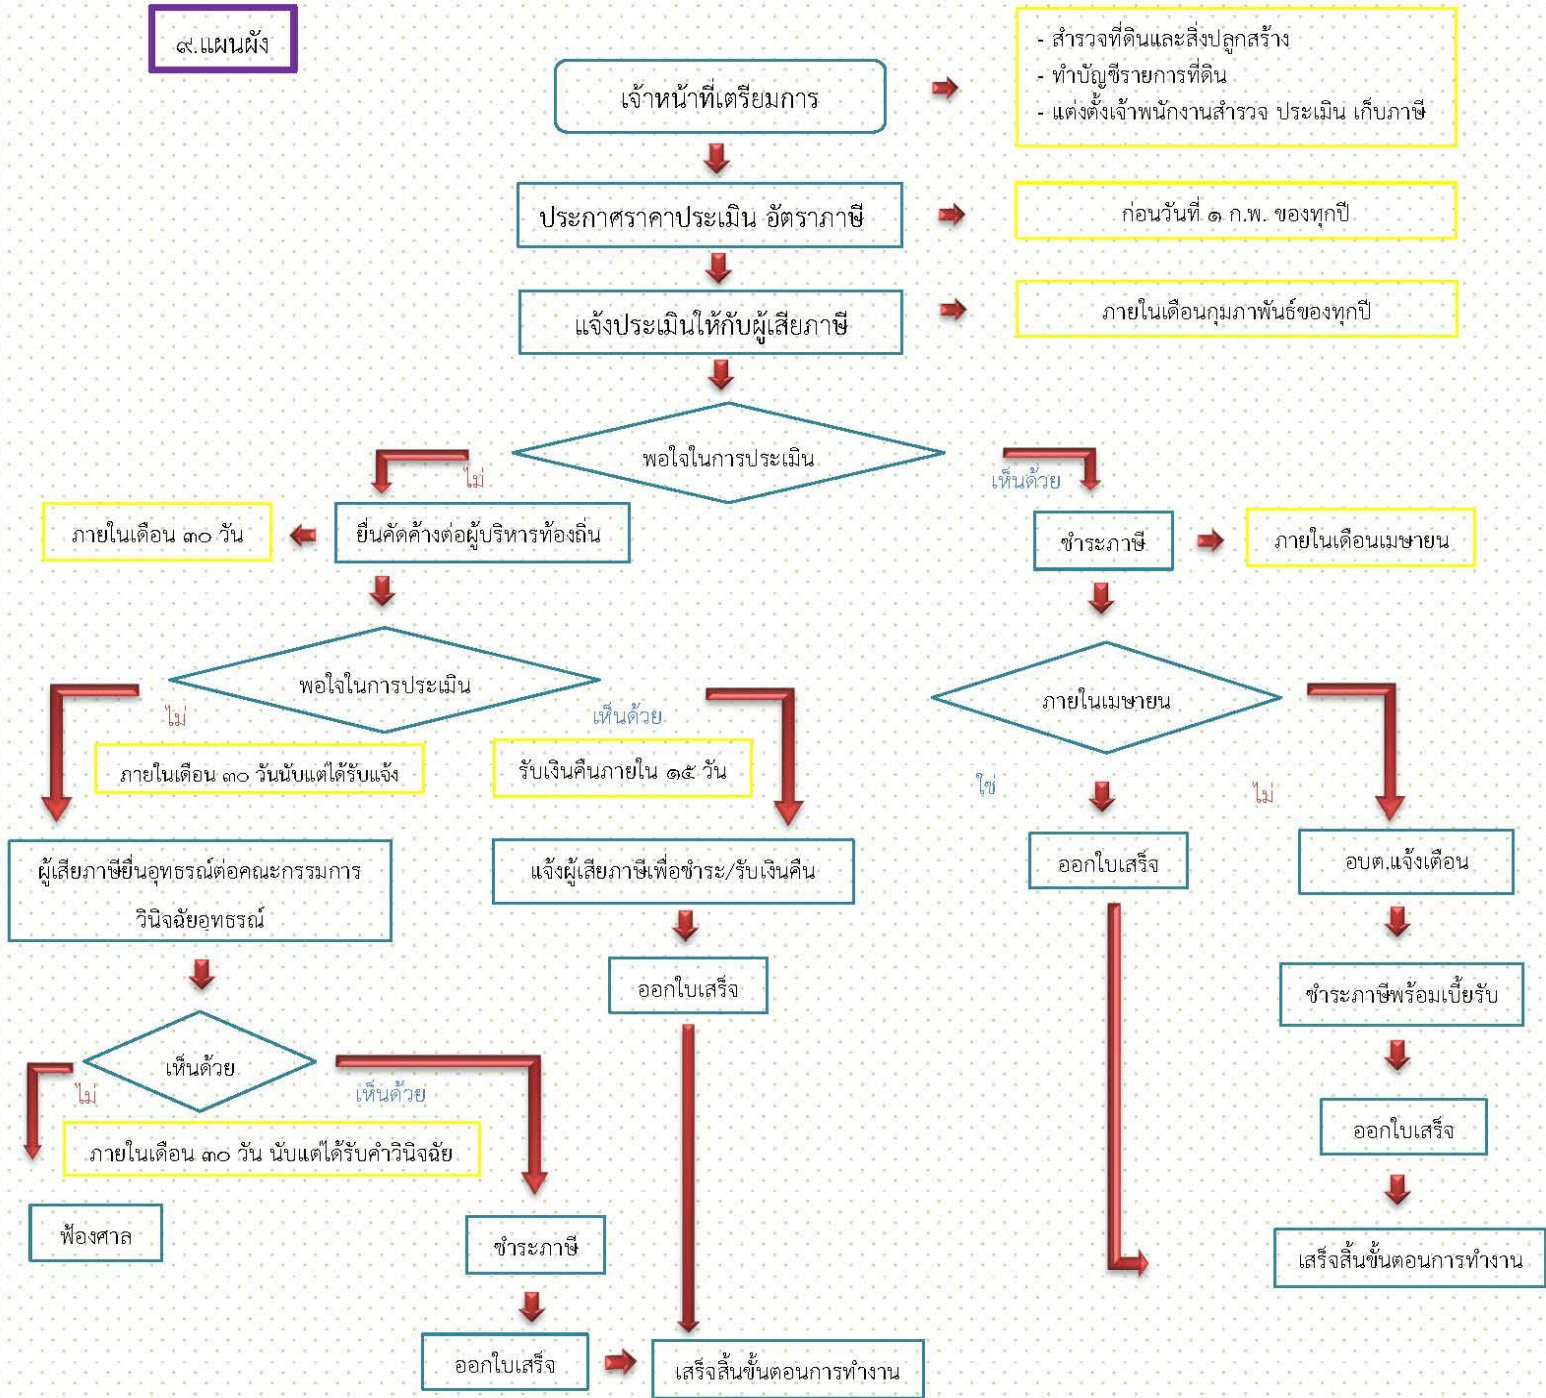 ๙.แผนผัง
เจ้าหน้าที่เตรียมการ
- สำรวจที่ดินและสิ่งปลูกสร้าง
- ทำบัญชีรายการที่ดิน
- แต่งตั้งเจ้าพนักงานสำรวจ ประเมิน เก็บภาษี
ประกาศราคาประเมิน อัตราภาษี
ก่อนวันที่ ๑ ก.พ. ของทุกปี
แจ้งประเมินให้กับผู้เสียภาษี
ภายในเดือนกุมภาพันธ์ของทุกปี
พอใจในการประเมิน
ไม่
เห็นด้วย
ภายในเดือน ๓๐ วัน
ยื่นคัดค้างต่อผู้บริหารท้องถิ่น
ชำระภาษี
ภายในเดือนเมษายน
พอใจในการประเมิน
ภายในเมษายน
ไม่
เห็นด้วย
ภายในเดือน ๓๐ วันนับแต่ได้รับแจ้ง
รับเงินคืนภายใน ๑๕ วัน
ใช่
ไม่
ผู้เสียภาษียื่นอุทธรณ์ต่อคณะกรรมการ
วินิจฉัยอุทธรณ์
แจ้งผู้เสียภาษีเพื่อชำระ/รับเงินคืน
ออกใบเสร็จ
อบต.แจ้งเตือน
ออกใบเสร็จ
ชำระภาษีพร้อมเบี้ยรับ
เห็นด้วย
ไม่
เห็นด้วย
ภายในเดือน ๓๐ วัน นับแต่ได้รับคำวินิจฉัย
ออกใบเสร็จ
ฟ้องศาล
ชำระภาษี
เสร็จสิ้นขั้นตอนการทำงาน
ออกใบเสร็จ
เสร็จสิ้นขั้นตอนการทำงาน